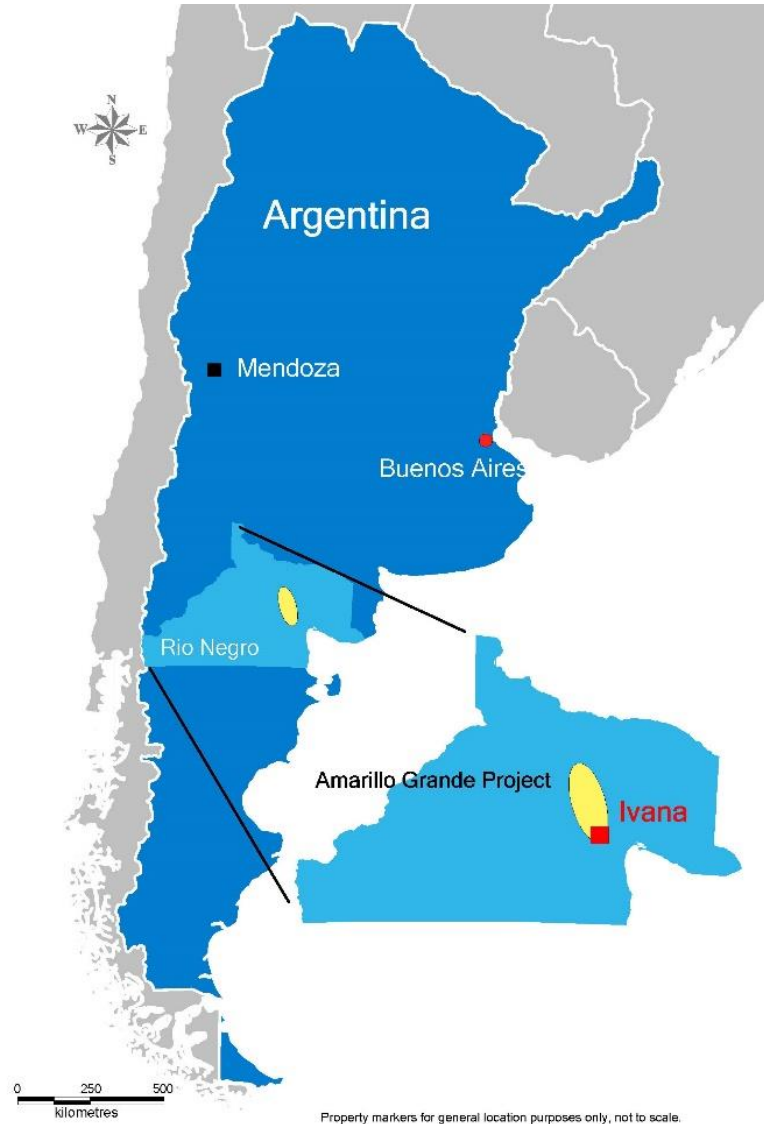 N
W E
S
Argentina
Mendoza
Buenos Aires
Rio Negro
Amarillo Grande Project
Ivana
0 250 500
kilometres
Property markers for general location purposes only, not to scale.